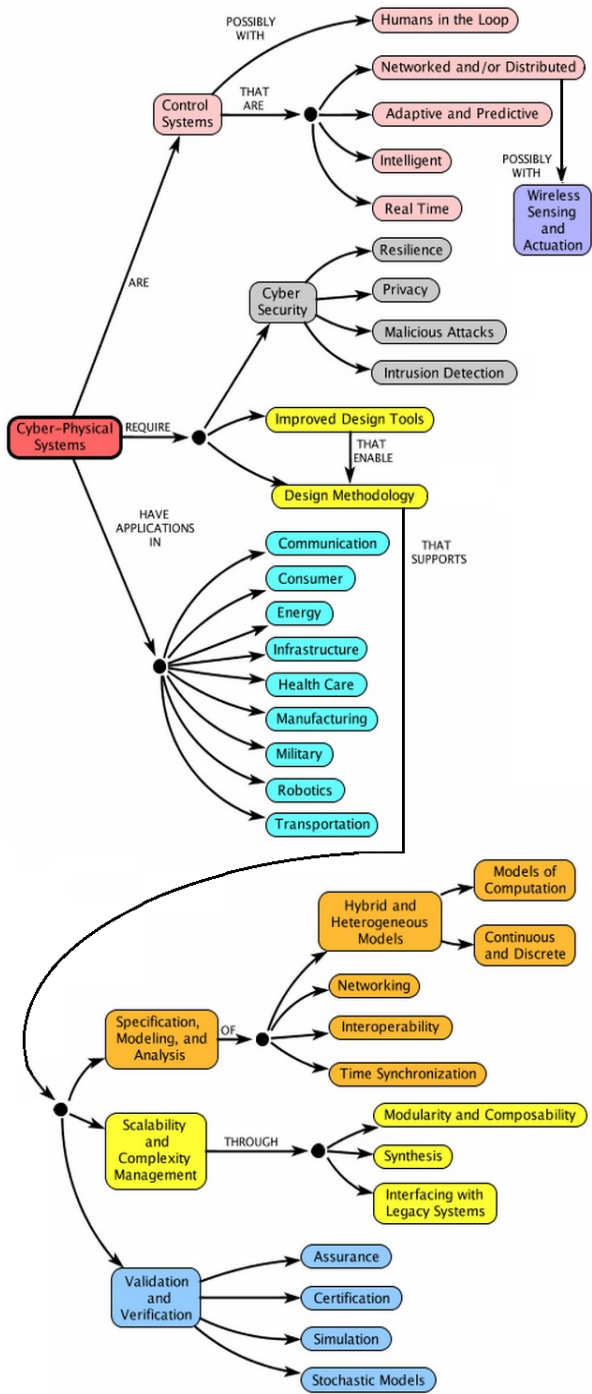 POSSIBLY
WITH
Humans in the Loop
Networked and/or Distributed
Control
Systems
THAT
ARE
Adaptive and Predictive
Intelligent
Real Time
POSSIBLY
WITH
Wireless
Sensing
and
Actuation
ARE
Cyber
Security
Resilience
Privacy
Malicious Attacks
Intrusion Detection
Cyber-Physical
Systems
REQUIRE
Improved Design Tools
THAT
ENABLE
Design Methodology
HAVE
APPLICATIONS
IN
THAT
SUPPORTS
Communication
Consumer
Energy
Infrastructure
Health Care
Manufacturing
Military
Robotics
Transportation
Models of
Computation
Hybrid and
Heterogeneous
Models
Continuous
and Discrete
Networking
Specification,
Modeling, and
Analysis
OF
Interoperability
Time Synchronization
Scalability
and
Complexity
Management
THROUGH
Modularity and Composability
Synthesis
Interfacing with
Legacy Systems
Validation
and
Verification
Assurance
Certification
Simulation
Stochastic Models